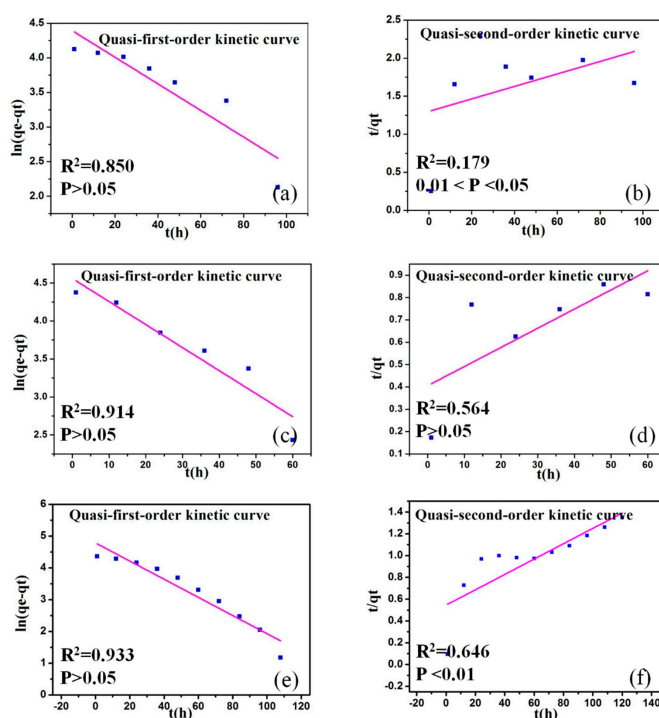 Quasi-first-order kinetic curve
4.5
4.0
3.5
3.0
2.5
2.0
ln(qe-qt)
R²=0.850
P>0.05
(a)
0 20 40 60 80 100
t(h)
Quasi-second-order kinetic curve
2.5
2.0
1.5
1.0
0.5
0.0
t/qt
R²=0.179
0.01 < P <0.05
(b)
0 20 40 60 80 100
t(h)
Quasi-first-order kinetic curve
4.5
4.0
3.5
3.0
2.5
ln(qe-qt)
R²=0.914
P>0.05
(c)
0 10 20 30 40 50 60
t(h)
Quasi-second-order kinetic curve
0.9
0.8
0.7
0.6
0.5
0.4
0.3
0.2
0.1
t/qt
R²=0.564
P>0.05
(d)
0 10 20 30 40 50 60
t(h)
Quasi-first-order kinetic curve
6
5
4
3
2
1
0
ln(qe-qt)
R²=0.933
P>0.05
(e)
-20 0 20 40 60 80 100 120
t(h)
Quasi-second-order kinetic curve
1.4
1.2
1.0
0.8
0.6
0.4
0.2
0.0
t/qt
R²=0.646
P <0.01
(f)
-20 0 20 40 60 80 100 120 140
t(h)